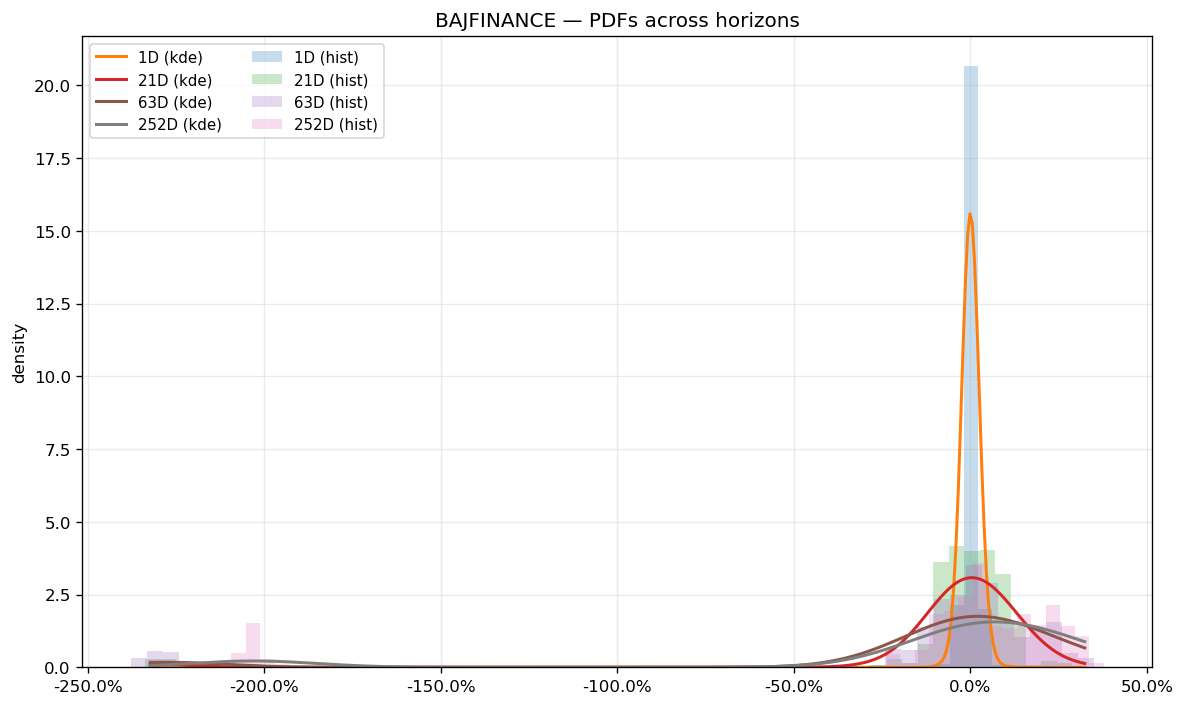 BAJFINANCE — PDFs across horizons
1D (kde)
21D (kde)
63D (kde)
252D (kde)
1D (hist)
21D (hist)
63D (hist)
252D (hist)
density
20.0
17.5
15.0
12.5
10.0
7.5
5.0
2.5
0.0
-250.0% -200.0% -150.0% -100.0% -50.0% 0.0% 50.0%